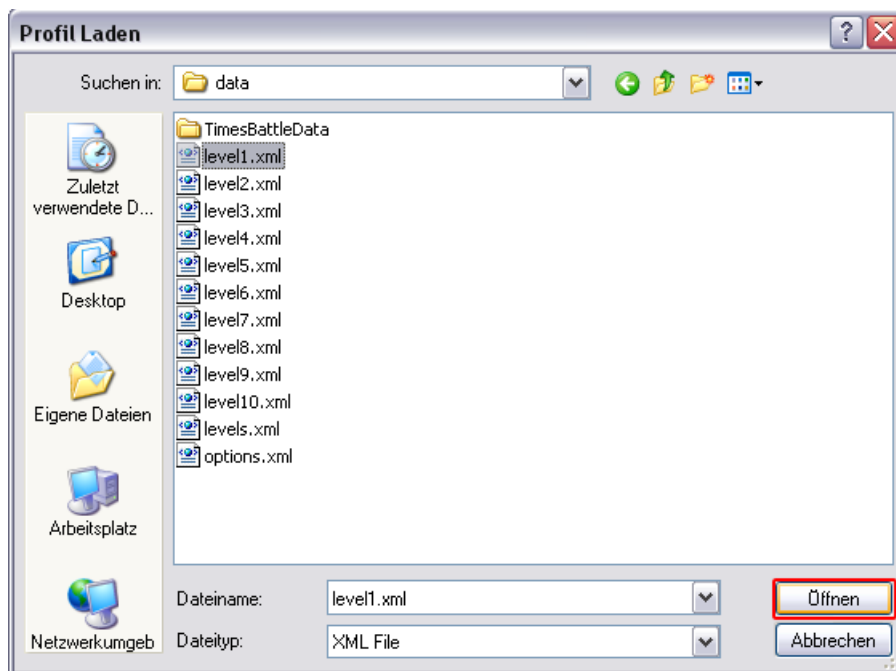 Profil Laden
Suchen in:
data
Zuletzt
verwendete D...
Desktop
Eigene Dateien
Arbeitsplatz
Netzwerkumgeb
TimesBattleData
level1.xml
level2.xml
level3.xml
level4.xml
level5.xml
level6.xml
level7.xml
level8.xml
level9.xml
level10.xml
levels.xml
options.xml
Dateiname:
level1.xml
Öffnen
Dateityp:
XML File
Abbrechen